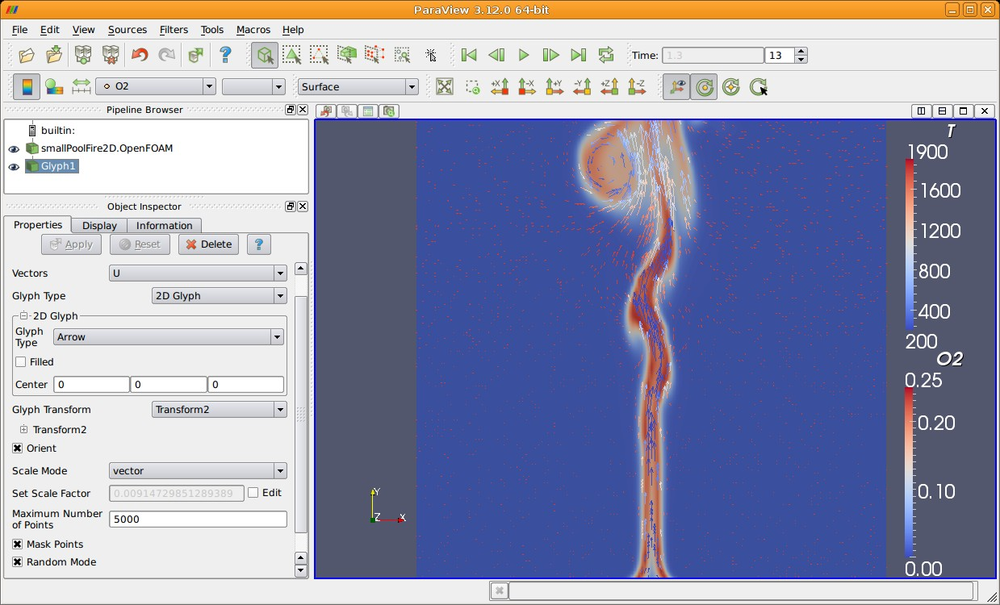 ParaView 3.12.0 64-bit
File Edit View Sources Filters Tools Macros Help
? Time: 1.3 13
O2 Surface +X -X +Y -Y +Z -Z
Pipeline Browser
builtin:
smallPoolFire2D.OpenFOAM
Glyph1
Object Inspector
Properties Display Information
Apply Reset Delete ?
Vectors U
Glyph Type 2D Glyph
2D Glyph
Glyph Type Arrow
Filled
Center 0 0 0
Glyph Transform Transform2
Transform2
Orient
Scale Mode vector
Set Scale Factor 0.00914729851289389 Edit
Maximum Number
of Points 5000
Mask Points
Random Mode
Y
Z X
T
1900
1600
1200
800
400
200
O2
0.25
0.20
0.10
0.00